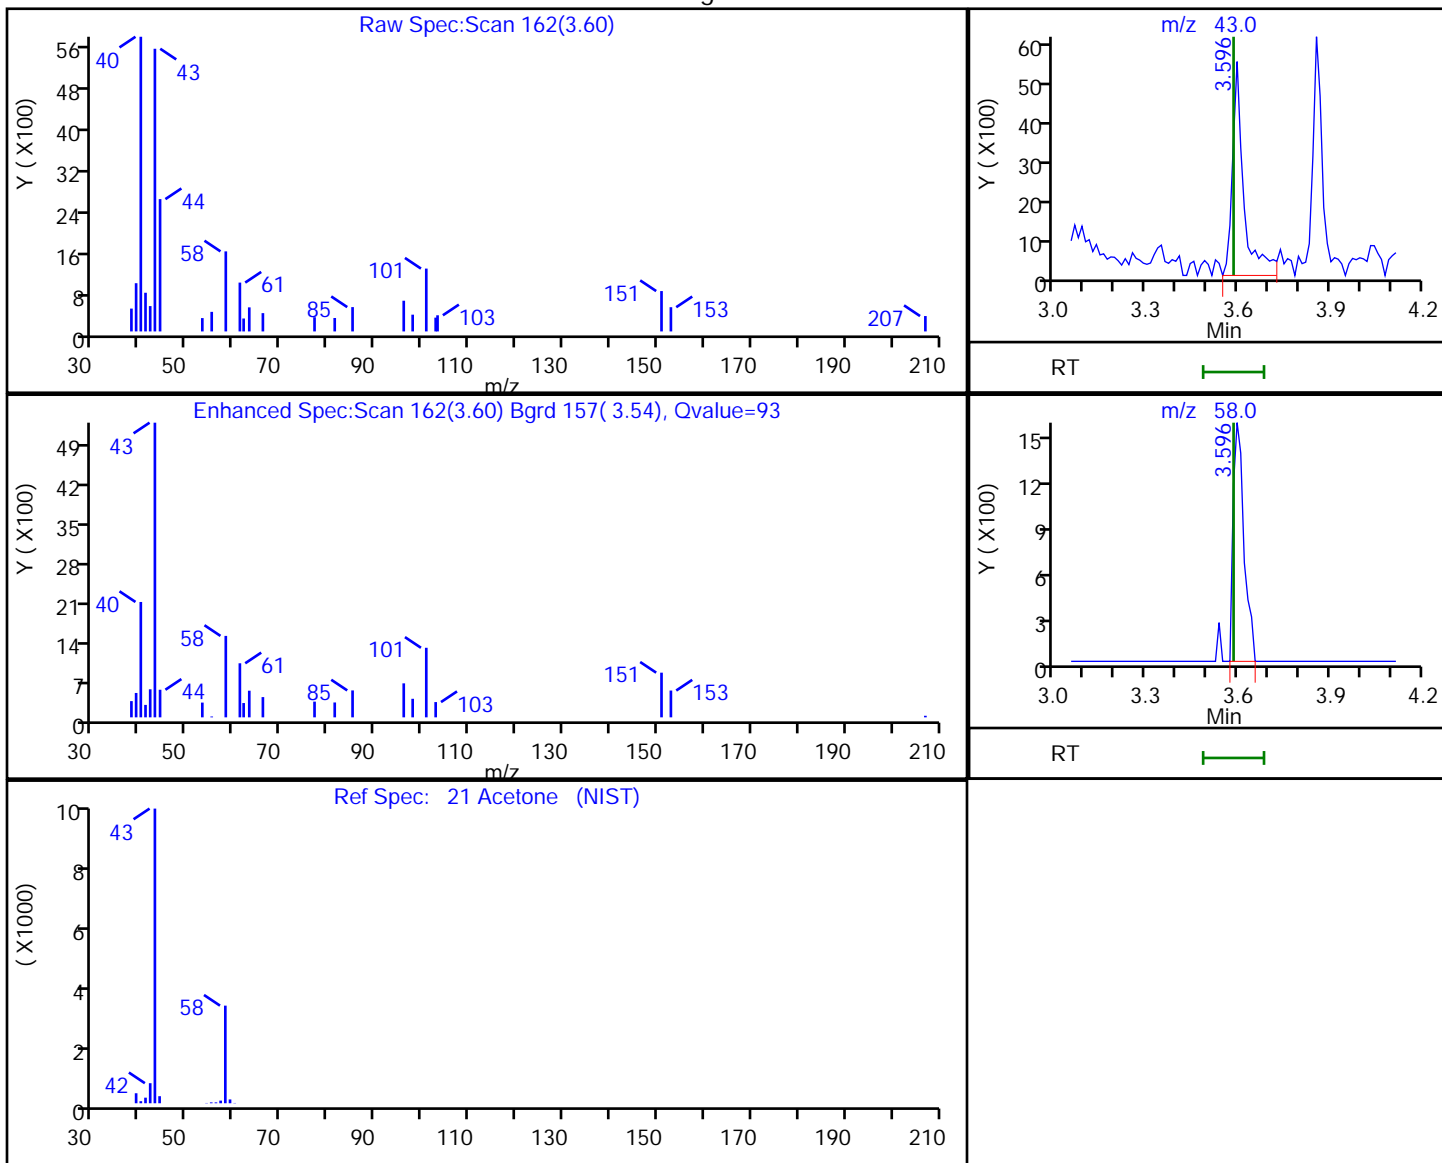 Raw Spec:Scan 162(3.60)
Y ( X100)
56
48
40
32
24
16
8
0
40
43
44
58
61
85
101
103
151
153
207
30 50 70 90 110 130 150 170 190 210
m/z
m/z 43.0
Y ( X100)
60
50
40
30
20
10
0
3.596
3.0 3.3 3.6 3.9 4.2
Min
RT
Enhanced Spec:Scan 162(3.60) Bgrd 157( 3.54), Qvalue=93
Y ( X100)
49
42
35
28
21
14
7
0
43
40
44
58
61
85
101
103
151
153
30 50 70 90 110 130 150 170 190 210
m/z
m/z 58.0
Y ( X100)
15
12
9
6
3
0
3.596
3.0 3.3 3.6 3.9 4.2
Min
RT
Ref Spec: 21 Acetone (NIST)
( X1000)
10
8
6
4
2
0
43
42
58
30 50 70 90 110 130 150 170 190 210